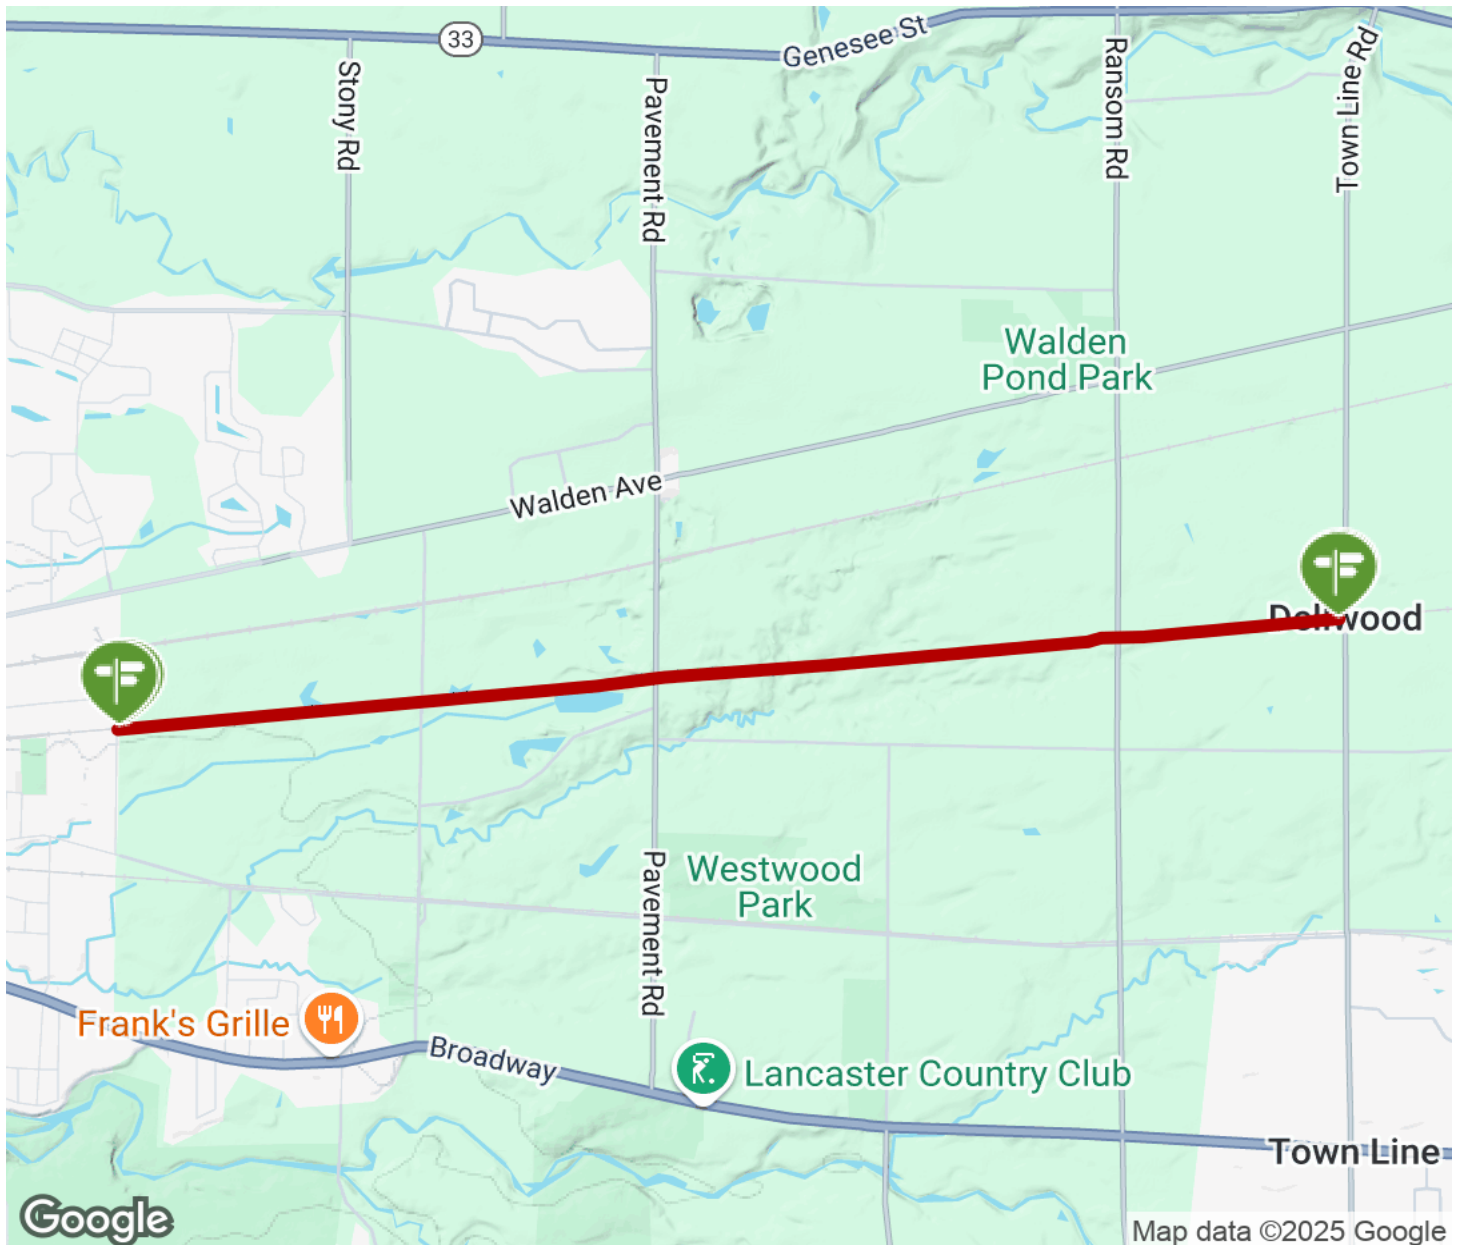 33
Genesee St
Stony Rd
Pavement Rd
Ransom Rd
Town Line Rd
Walden
Pond Park
Walden Ave
Dellwood
Westwood
Park
Pavement Rd
Frank's Grille
Broadway
Lancaster Country Club
Town Line
Google
Map data ©2025 Google